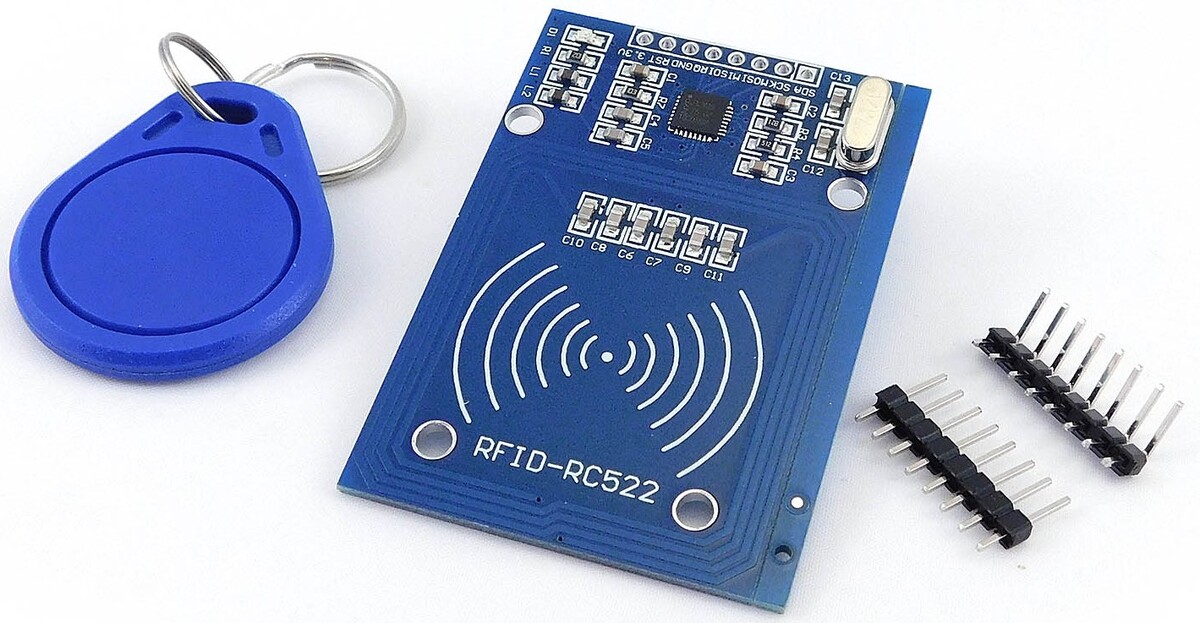 D1
R1
L1
L2
3.3V RST GND IRQ MISO MOSI SCK SDA
C1
R7
C4
C5
C13
C2
R3
R4
C3
C12
C10 C8 C6 C7 C9 C11
RFID-RC522